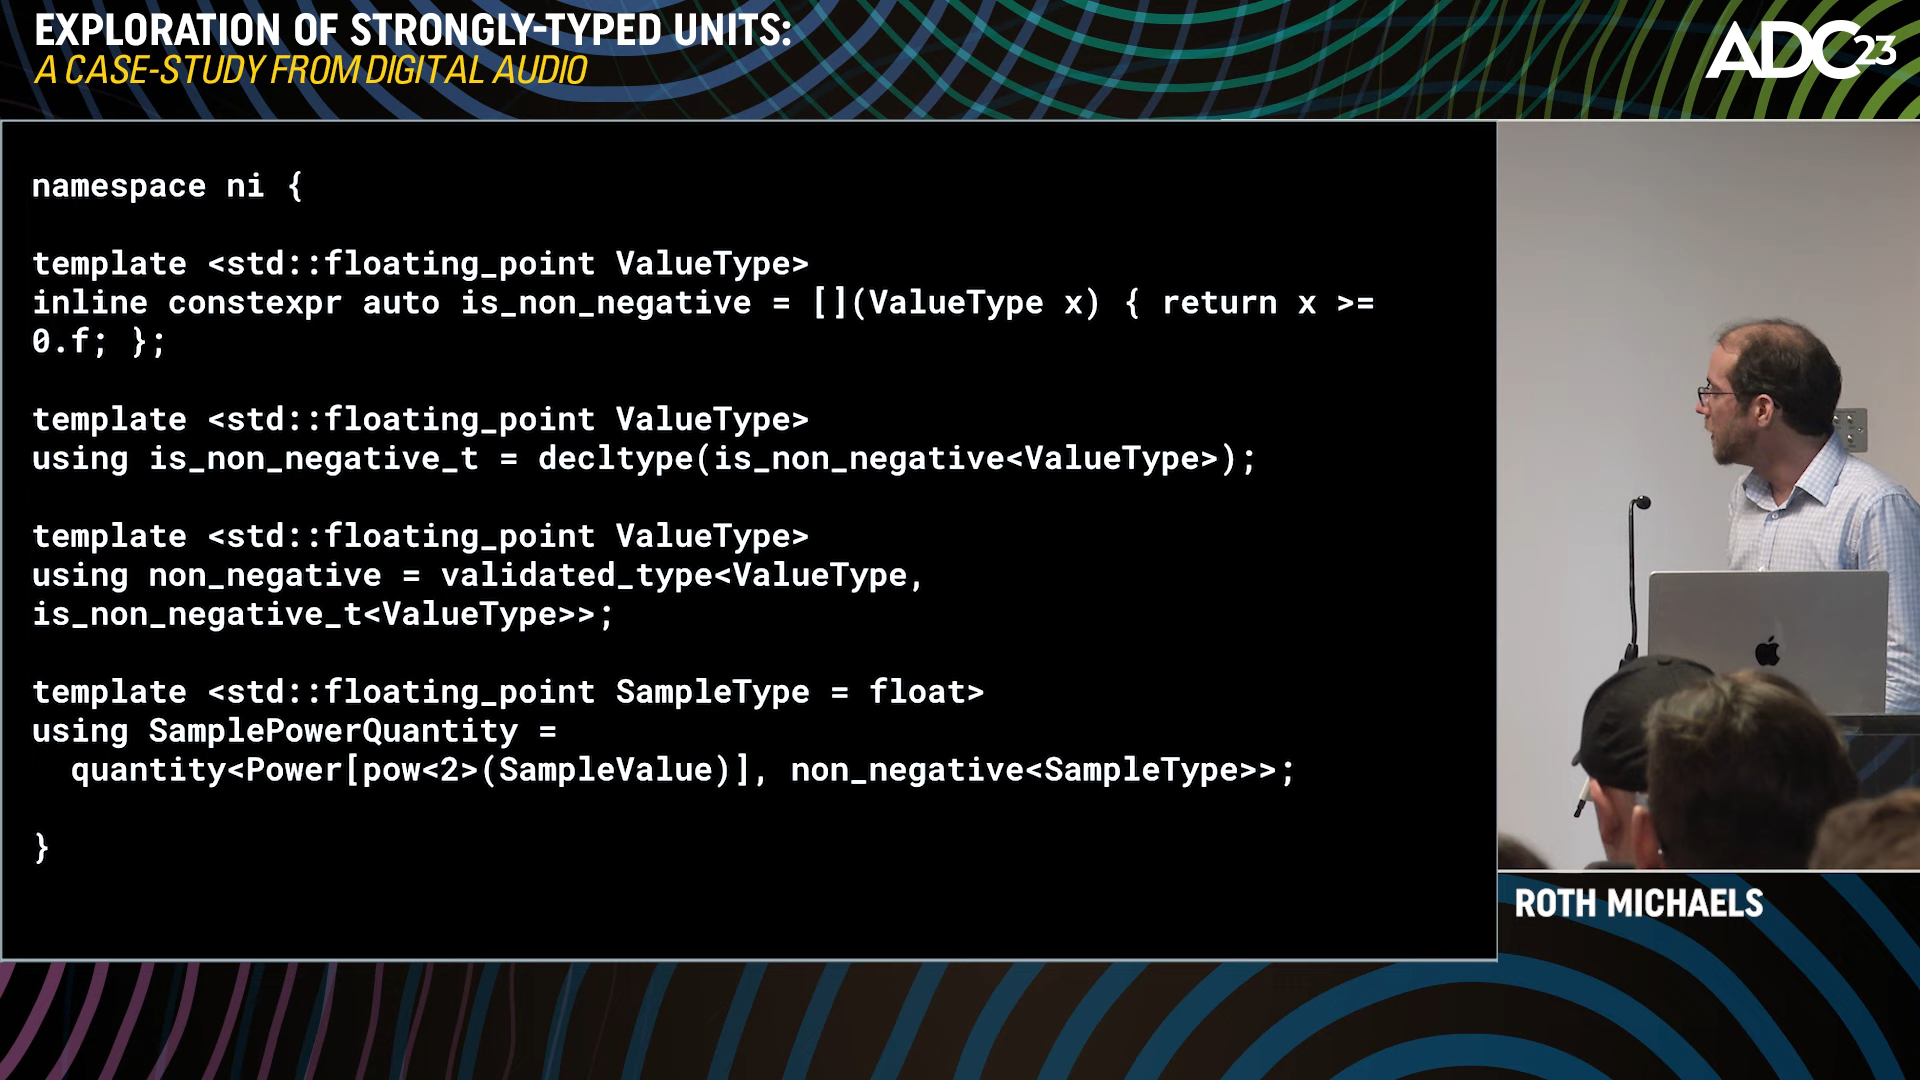 EXPLORATION OF STRONGLY-TYPED UNITS:
A CASE-STUDY FROM DIGITAL AUDIO
ADC23
namespace ni {
template <std::floating_point ValueType>
inline constexpr auto is_non_negative = [](ValueType x) { return x >=
0.f; };
template <std::floating_point ValueType>
using is_non_negative_t = decltype(is_non_negative<ValueType>);
template <std::floating_point ValueType>
using non_negative = validated_type<ValueType,
is_non_negative_t<ValueType>>;
template <std::floating_point SampleType = float>
using SamplePowerQuantity =
  quantity<Power[pow<2>(SampleValue)], non_negative<SampleType>>;
}
ROTH MICHAELS